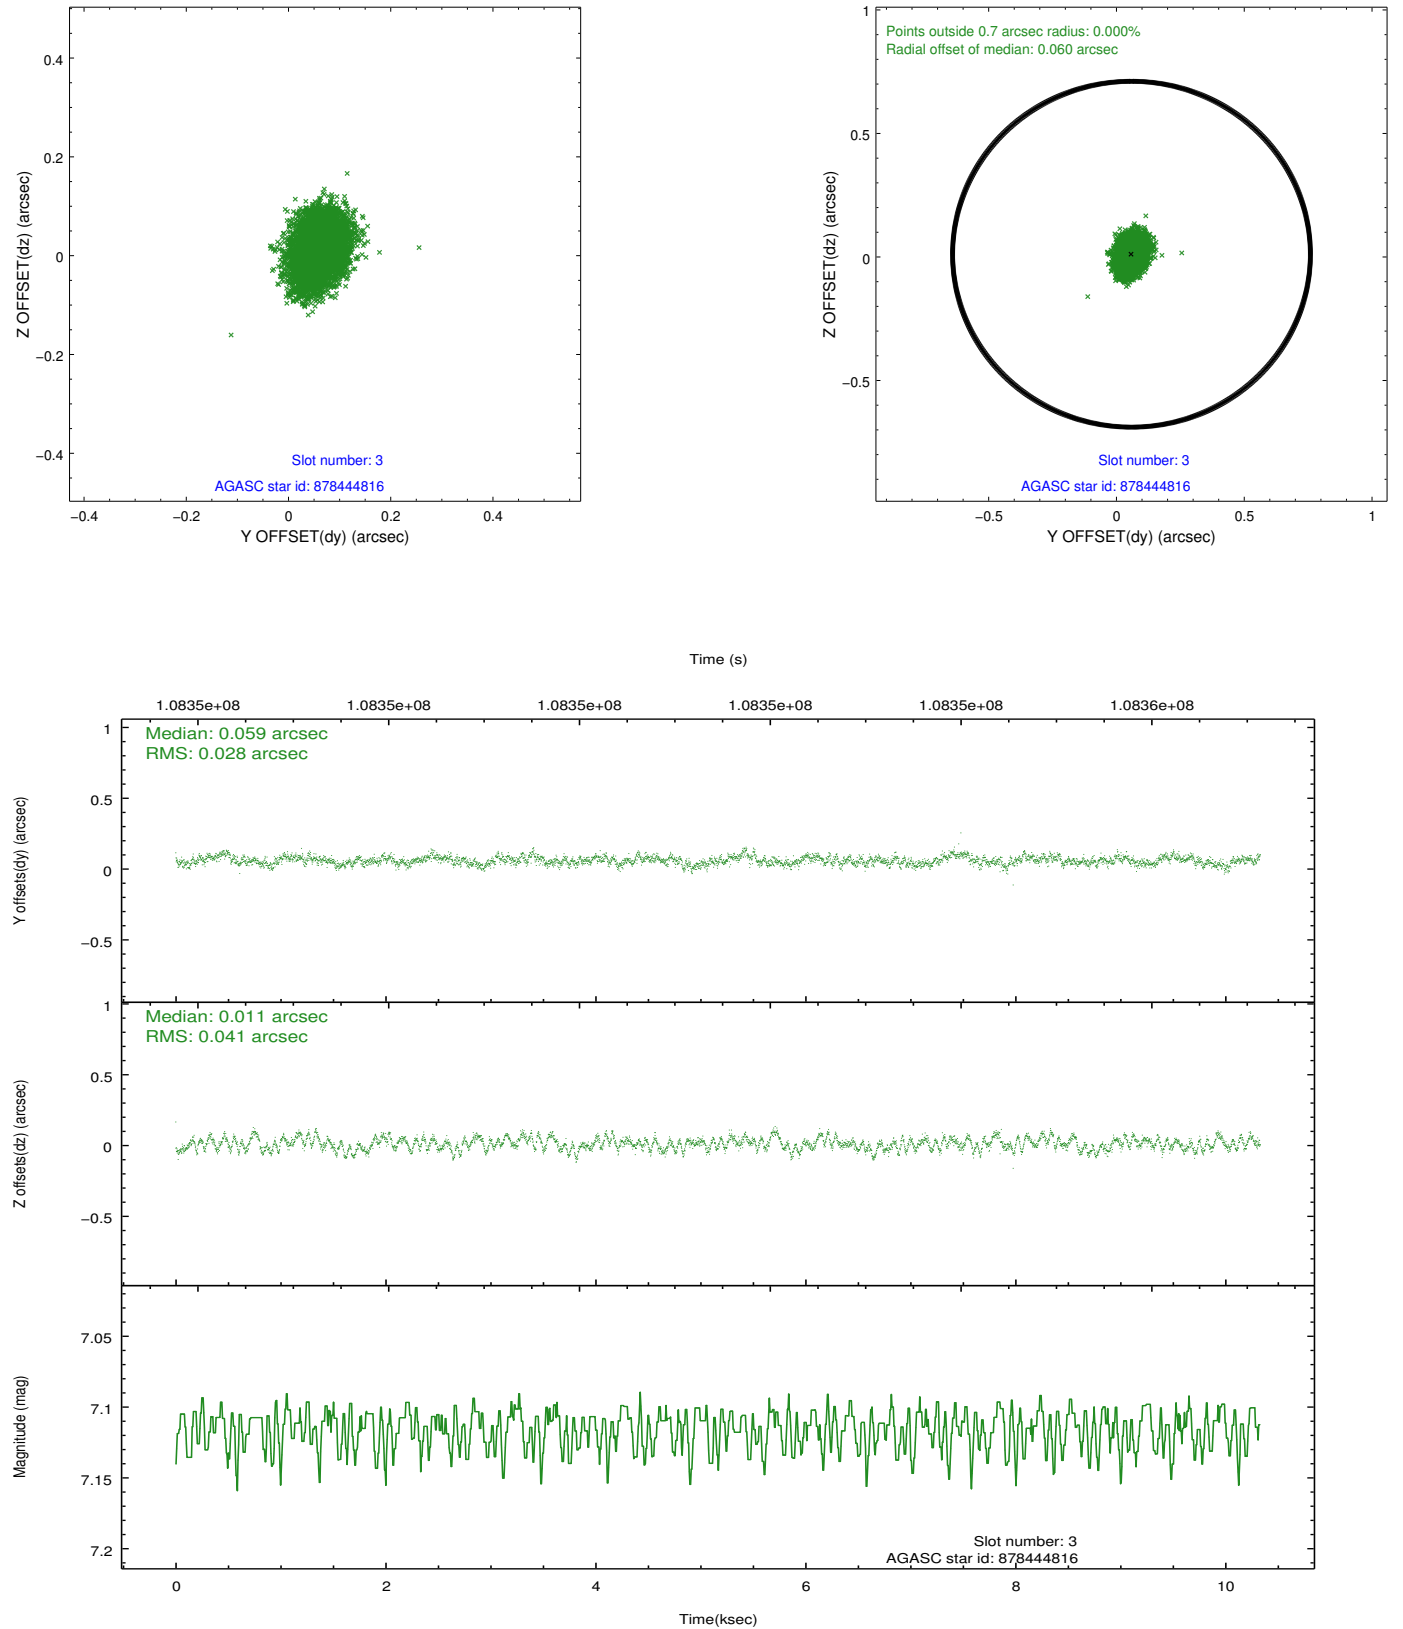 0.4
0.2
0
−0.2
−0.4
Z OFFSET(dz) (arcsec)
Slot number: 3
AGASC star id: 878444816
−0.4 −0.2 0 0.2 0.4
Y OFFSET(dy) (arcsec)
1
0.5
0
−0.5
Z OFFSET(dz) (arcsec)
Points outside 0.7 arcsec radius: 0.000%
Radial offset of median: 0.060 arcsec
Slot number: 3
AGASC star id: 878444816
−0.5 0 0.5 1
Y OFFSET(dy) (arcsec)
Time (s)
1.0835e+08 1.0835e+08 1.0835e+08 1.0835e+08 1.0835e+08 1.0836e+08
Median: 0.059 arcsec
RMS: 0.028 arcsec
1
0.5
0
−0.5
Y offsets(dy) (arcsec)
Median: 0.011 arcsec
RMS: 0.041 arcsec
1
0.5
0
−0.5
Z offsets(dz) (arcsec)
7.05
7.1
7.15
7.2
Magnitude (mag)
Slot number: 3
AGASC star id: 878444816
0 2 4 6 8 10
Time(ksec)